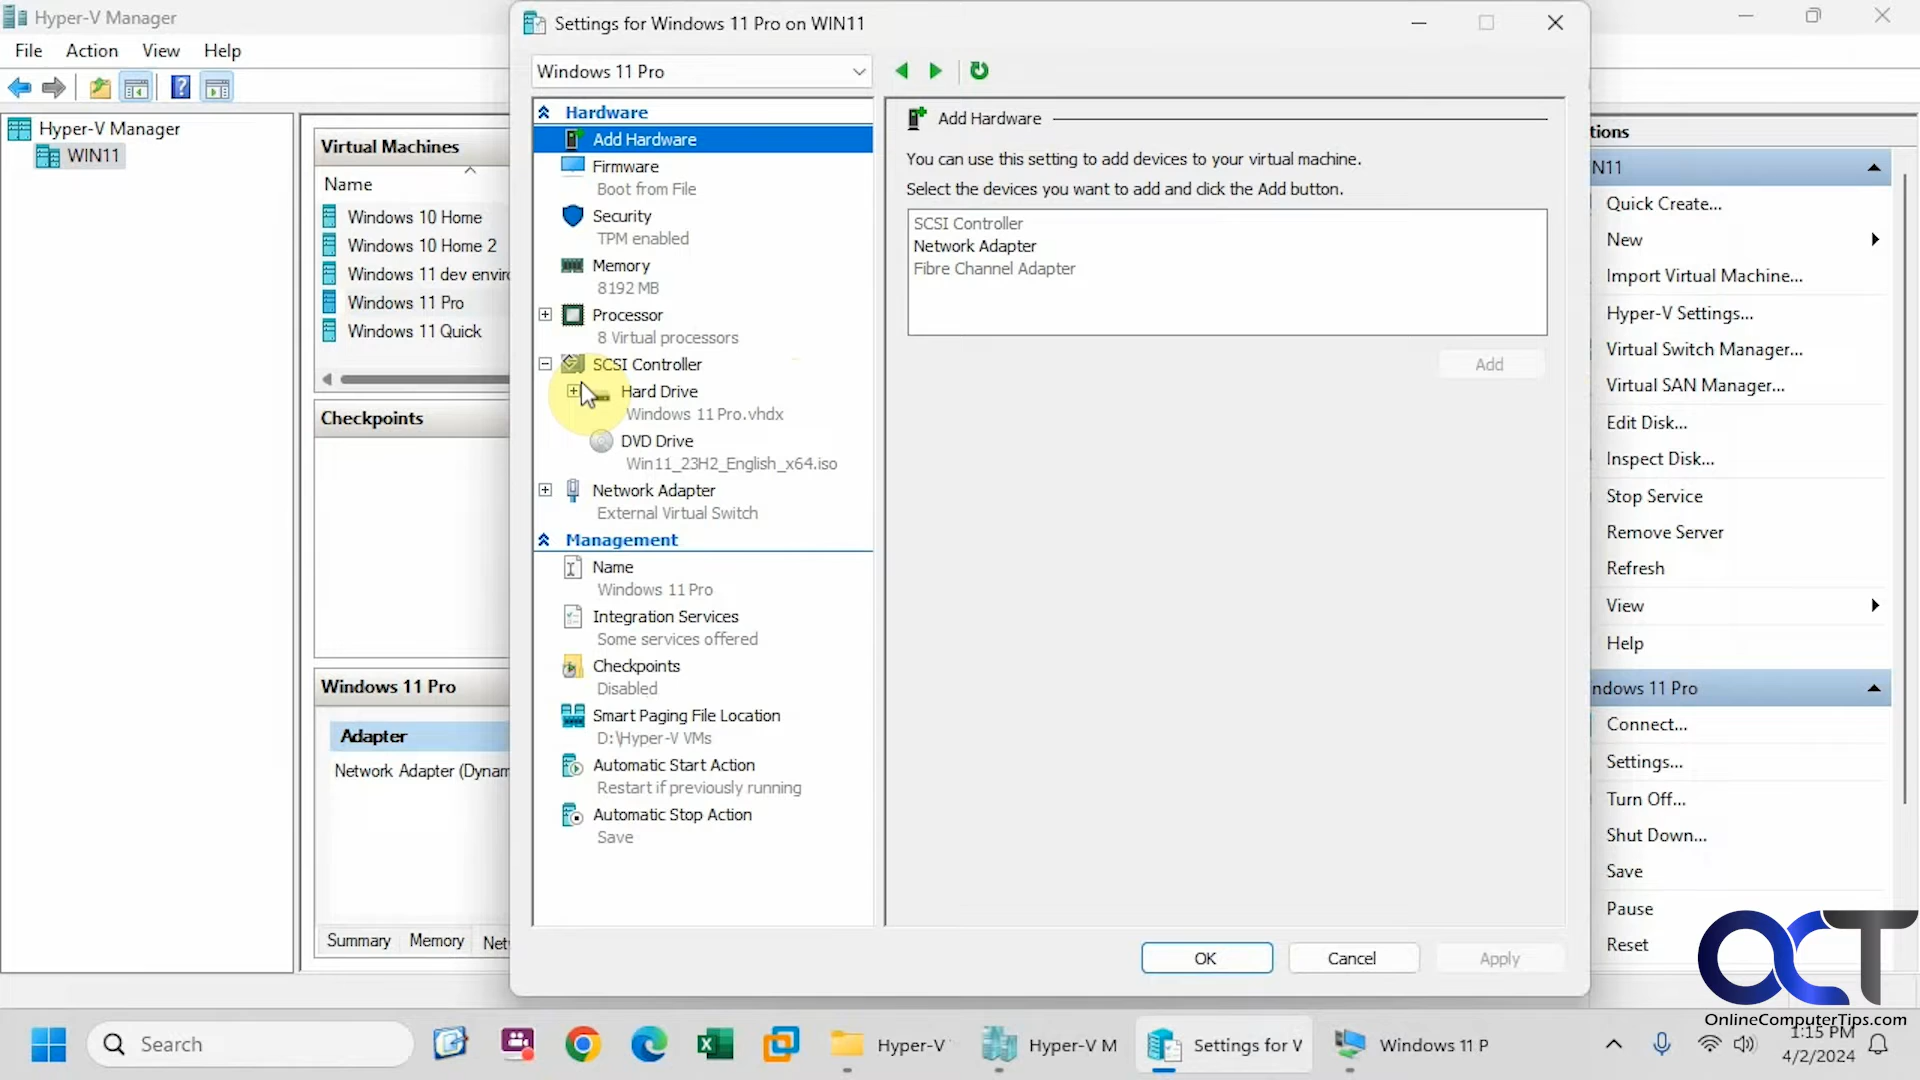 Hyper-V Manager
File Action View Help
Hyper-V Manager
WIN11
Virtual Machines
Name
Windows 10 Home
Windows 10 Home 2
Windows 11 dev
Windows 11 Pro
Windows 11 Quick
Checkpoints
Windows 11 Pro
Adapter
Network Adapter
Summary Memory
Settings for Windows 11 Pro on WIN11
Windows 11 Pro
Hardware
Add Hardware
Firmware
Boot from File
Security
TPM enabled
Memory
8192 MB
Processor
8 Virtual processors
SCSI Controller
Hard Drive
Windows 11 Pro.vhdx
DVD Drive
Win11_23H2_English_x64.iso
Network Adapter
External Virtual Switch
Management
Name
Windows 11 Pro
Integration Services
Some services offered
Checkpoints
Disabled
Smart Paging File Location
D:\Hyper-V VMs
Automatic Start Action
Restart if previously running
Automatic Stop Action
Save
Add Hardware
You can use this setting to add devices to your virtual machine.
Select the devices you want to add and click the Add button.
SCSI Controller
Network Adapter
Fibre Channel Adapter
Add
OK Cancel Apply
tions
N11
Quick Create...
New
Import Virtual Machine...
Hyper-V Settings...
Virtual Switch Manager...
Virtual SAN Manager...
Edit Disk...
Inspect Disk...
Stop Service
Remove Server
Refresh
View
Help
ndows 11 Pro
Connect...
Settings...
Turn Off...
Shut Down...
Save
Pause
Reset
OCT
OnlineComputerTips.com
Search
Hyper-V
Hyper-V M
Settings for V
Windows 11 P
1:15 PM
4/2/2024